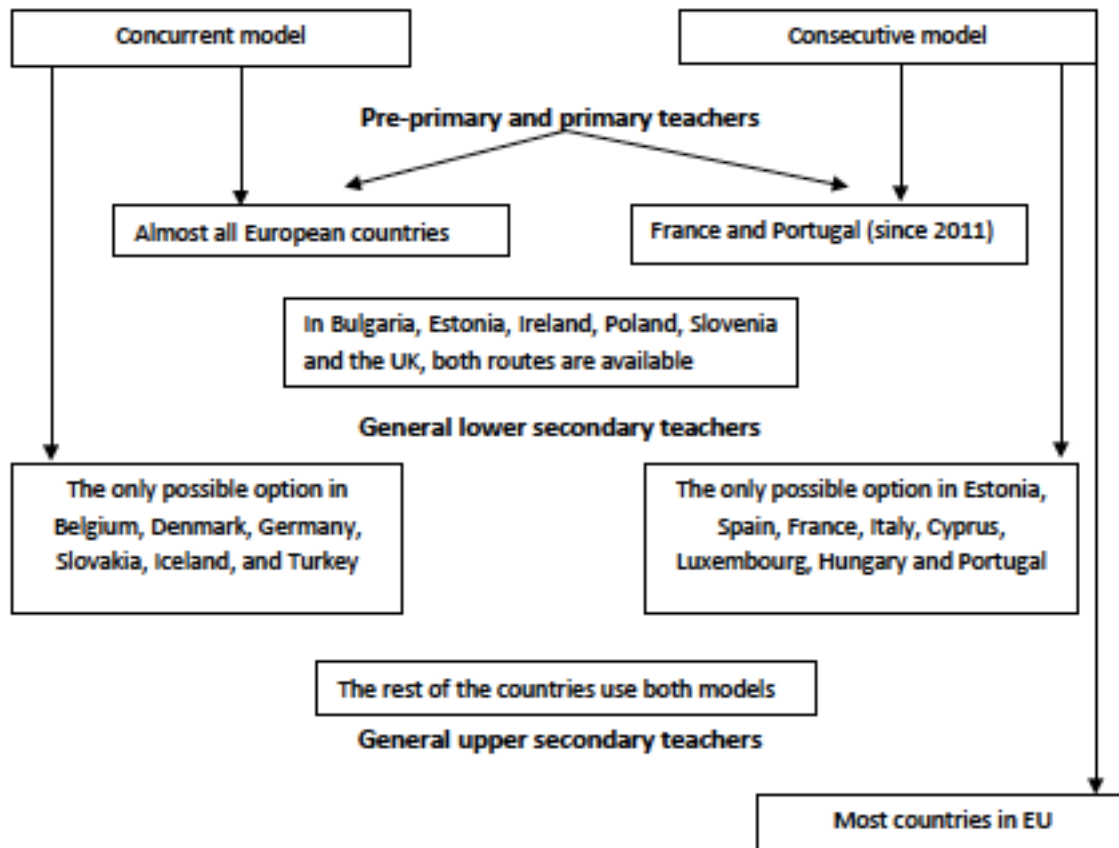 Concurrent model
Consecutive model
Pre-primary and primary teachers
Almost all European countries
France and Portugal (since 2011)
In Bulgaria, Estonia, Ireland, Poland, Slovenia
and the UK, both routes are available
General lower secondary teachers
The only possible option in
Belgium, Denmark, Germany,
Slovakia, Iceland, and Turkey
The only possible option in Estonia,
Spain, France, Italy, Cyprus,
Luxembourg, Hungary and Portugal
The rest of the countries use both models
General upper secondary teachers
Most countries in EU